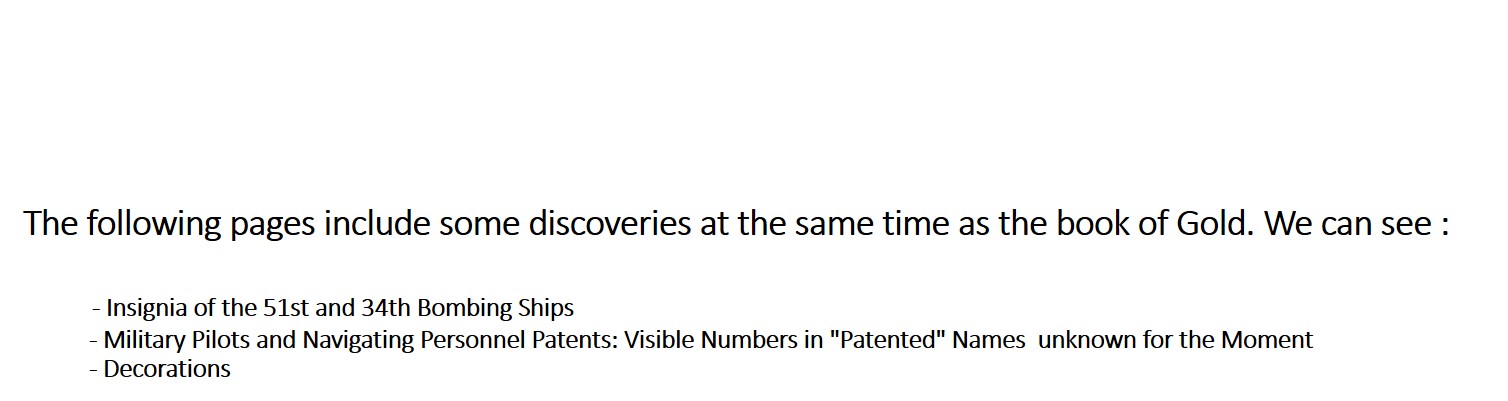 The following pages include some discoveries at the same time as the book of Gold. We can see :
- Insignia of the 51st and 34th Bombing Ships
- Military Pilots and Navigating Personnel Patents: Visible Numbers in "Patented" Names  unknown for the Moment
- Decorations